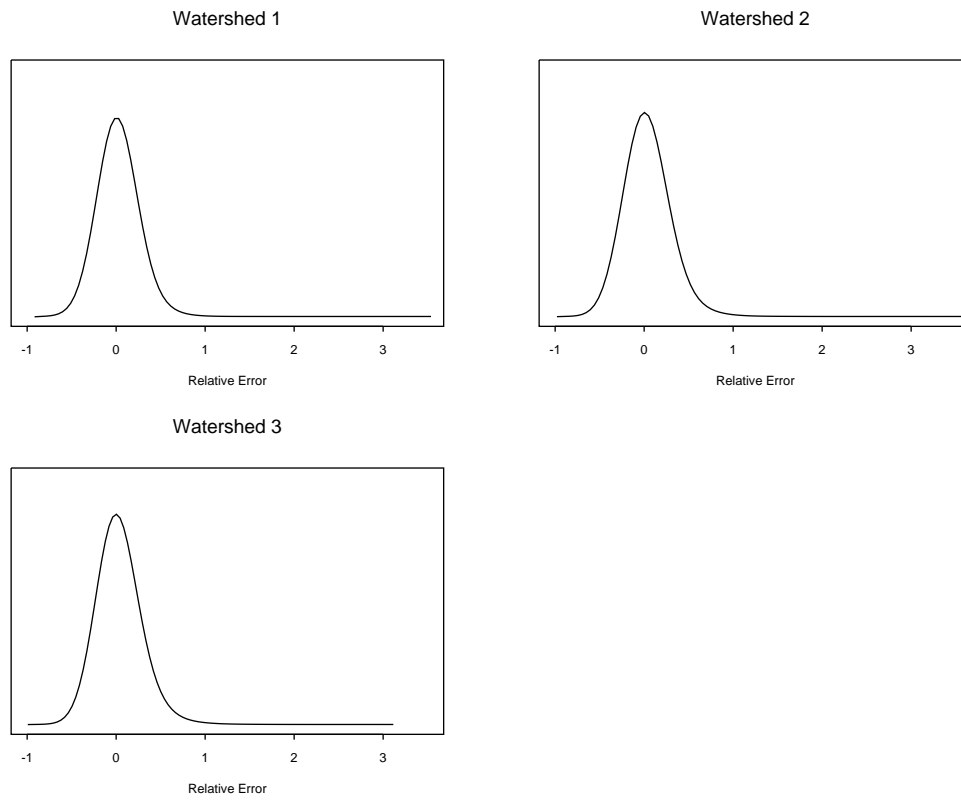 Watershed 1
-1 0 1 2 3
Relative Error
Watershed 2
-1 0 1 2 3
Relative Error
Watershed 3
-1 0 1 2 3
Relative Error